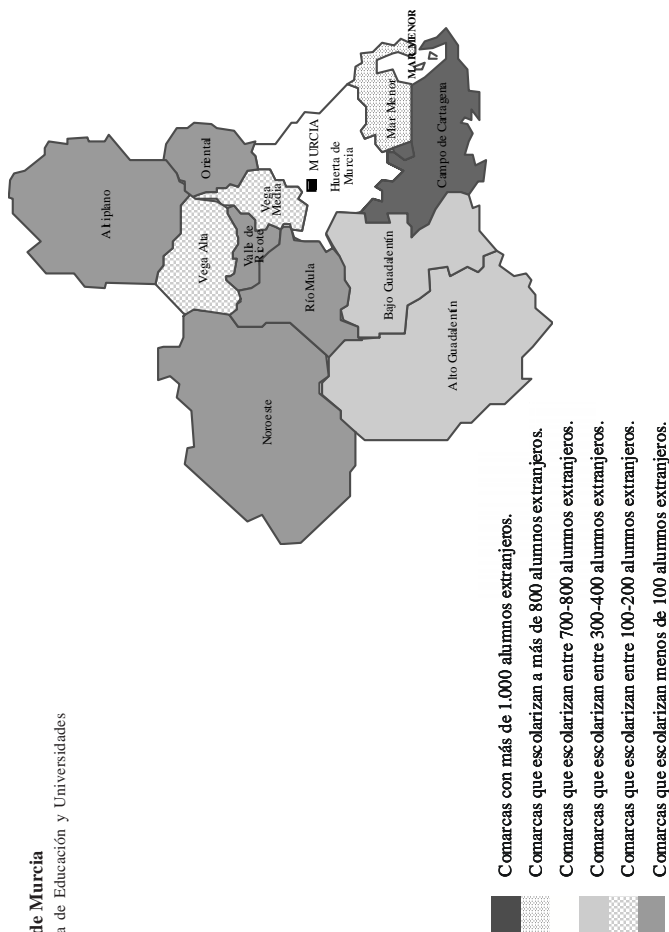 de Murcia
a de Educación y Universidades
Altiplano
Oriental
Vega Alta
Vega
Media
Valle de
Ricote
MURCIA
Huerta de
Murcia
Mar Menor
MAR MENOR
Campo de Cartagena
Río Mula
Bajo Guadalentín
Noroeste
Alto Guadalentín
Comarcas con más de 1.000 alumnos extranjeros.
Comarcas que escolarizan a más de 800 alumnos extranjeros.
Comarcas que escolarizan entre 700-800 alumnos extranjeros.
Comarcas que escolarizan entre 300-400 alumnos extranjeros.
Comarcas que escolarizan entre 100-200 alumnos extranjeros.
Comarcas que escolarizan menos de 100 alumnos extranjeros.